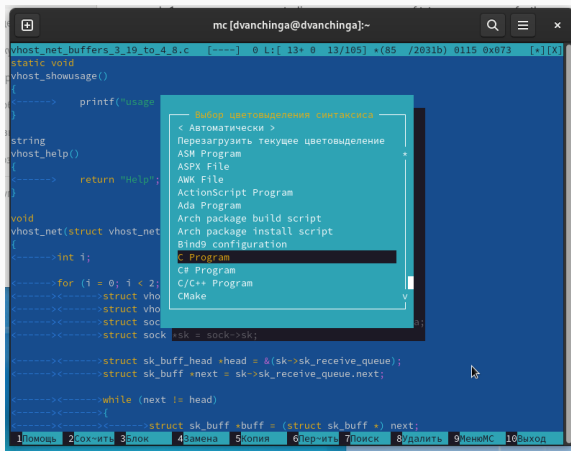 mc [dvanchinga@dvanchinga]:~
vhost_net_buffers_3_19_to_4_8.c [----] 0 L:[ 13+ 0 13/105] *(85 /2031b) 0115 0x073 [*][X]
static void
vhost_showusage()
{
<------> printf("usage
}
string
vhost_help()
{
<------> return "Help";
}
void
vhost_net(struct vhost_net
{
<------>int i;
<------>for (i = 0; i < 2;
<------><------>struct vho
<------><------>struct vho
<------><------>struct soc a;
<------><------>struct sock *sk = sock->sk;
<------><------>struct sk_buff_head *head = &(sk->sk_receive_queue);
<------><------>struct sk_buff *next = sk->sk_receive_queue.next;
<------><------>while (next != head)
<------><------>{
<------><------><------>struct sk_buff *buff = (struct sk_buff *) next;
Выбор цветовыделения синтаксиса
< Автоматически >
Перезагрузить текущее цветовыделение
ASM Program
ASPX File
AWK File
ActionScript Program
Ada Program
Arch package build script
Arch package install script
Bind9 configuration
C Program
C# Program
C/C++ Program
CMake
1Помощь 2Сох~ить 3Блок 4Замена 5Копия 6Пер~ить 7Поиск 8Удалить 9МенюMC 10Выход